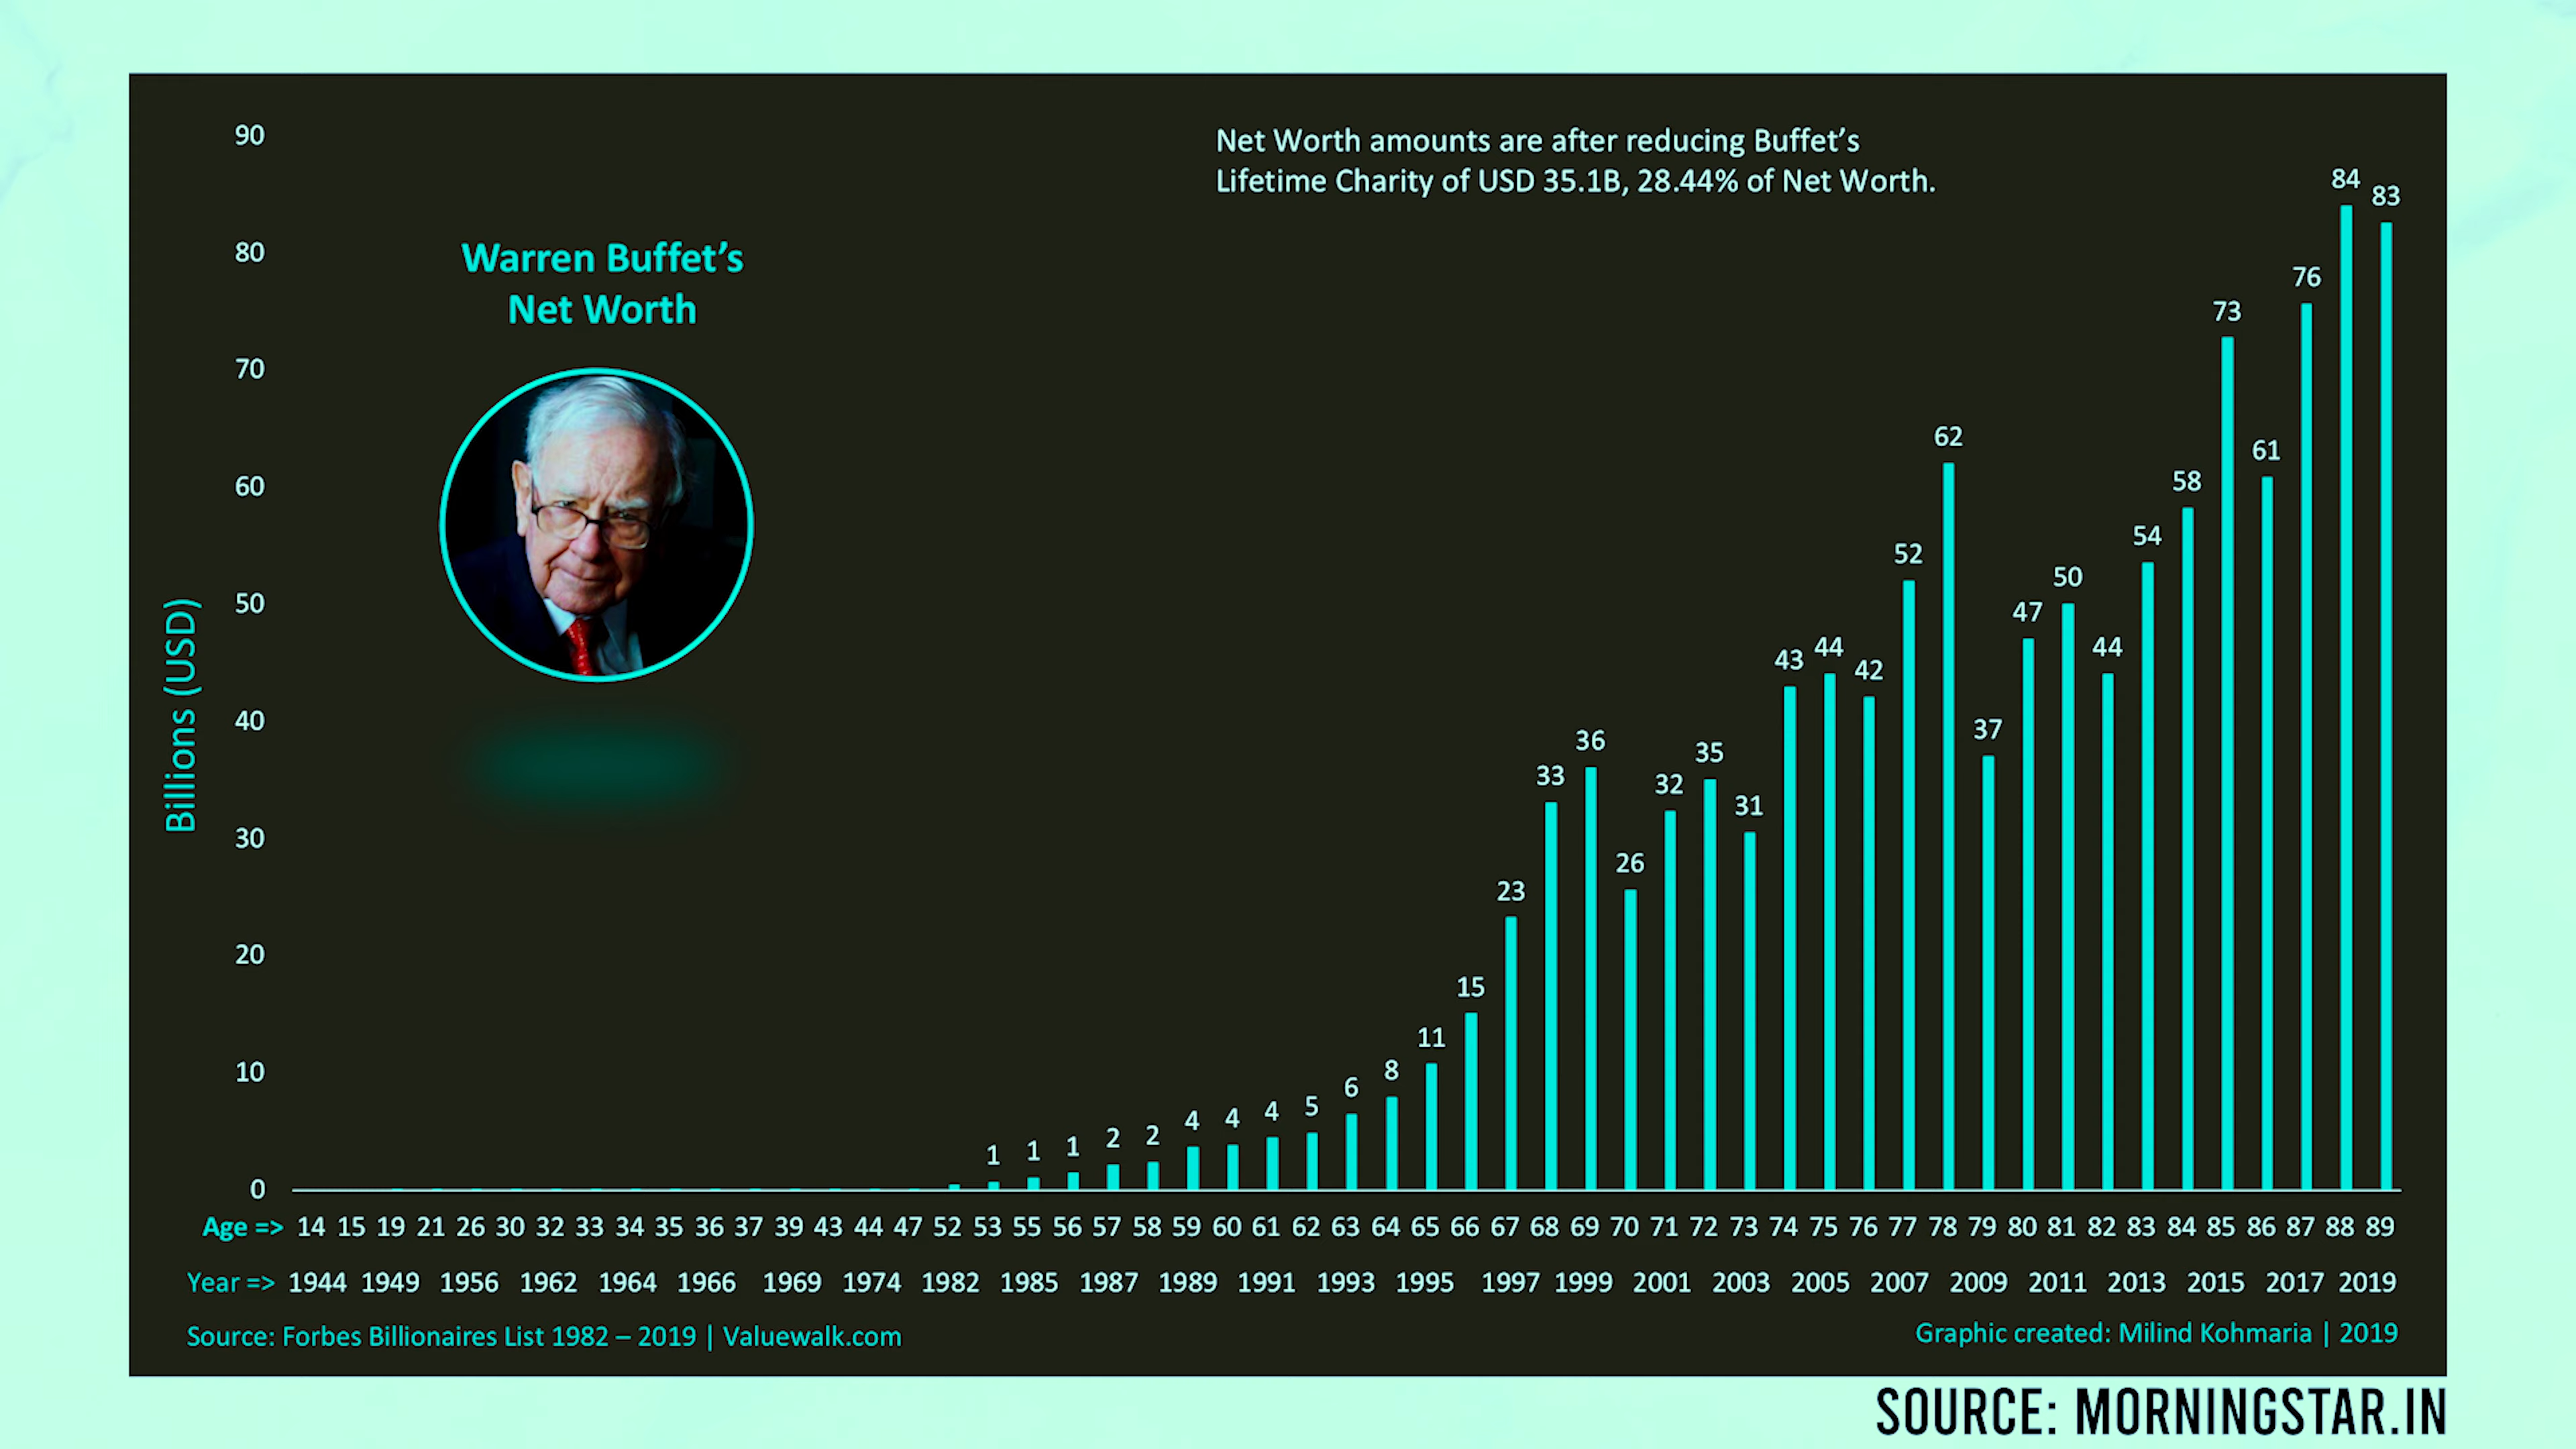 Net Worth amounts are after reducing Buffet’s
Lifetime Charity of USD 35.1B, 28.44% of Net Worth.
Warren Buffet’s
Net Worth
Billions (USD)
90
80
70
60
50
40
30
20
10
0
1 1 1 2 2 4 4 4 5 6 8 11 15 23 33 36 26 32 35 31 43 44 42 52 62 37 47 50 44 54 58 73 61 76 84 83
Age => 14 15 19 21 26 30 32 33 34 35 36 37 39 43 44 47 52 53 55 56 57 58 59 60 61 62 63 64 65 66 67 68 69 70 71 72 73 74 75 76 77 78 79 80 81 82 83 84 85 86 87 88 89
Year => 1944 1949 1956 1962 1964 1966 1969 1974 1982 1985 1987 1989 1991 1993 1995 1997 1999 2001 2003 2005 2007 2009 2011 2013 2015 2017 2019
Source: Forbes Billionaires List 1982 – 2019 | Valuewalk.com
Graphic created: Milind Kohmaria | 2019
SOURCE: MORNINGSTAR.IN